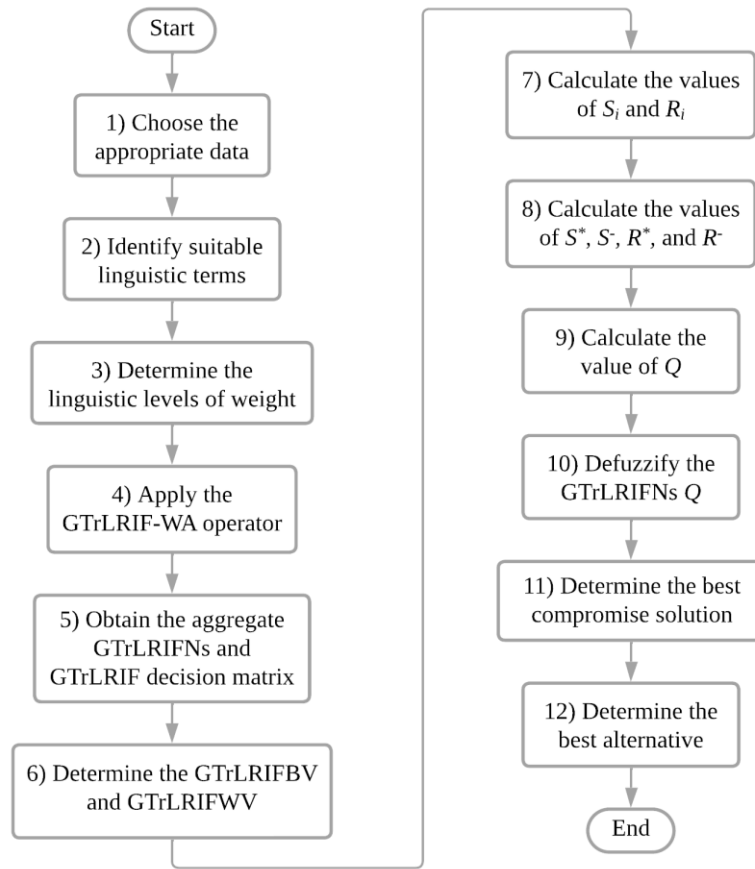 Start
1) Choose the
appropriate data
2) Identify suitable
linguistic terms
3) Determine the
linguistic levels of weight
4) Apply the
GTrLRIF-WA operator
5) Obtain the aggregate
GTrLRIFNs and
GTrLRIF decision matrix
6) Determine the GTrLRIFBV
and GTrLRIFWV
7) Calculate the values
of Sᵢ and Rᵢ
8) Calculate the values
of S*, S⁻, R*, and R⁻
9) Calculate the
value of Q
10) Defuzzify the
GTrLRIFNs Q
11) Determine the best
compromise solution
12) Determine the
best alternative
End